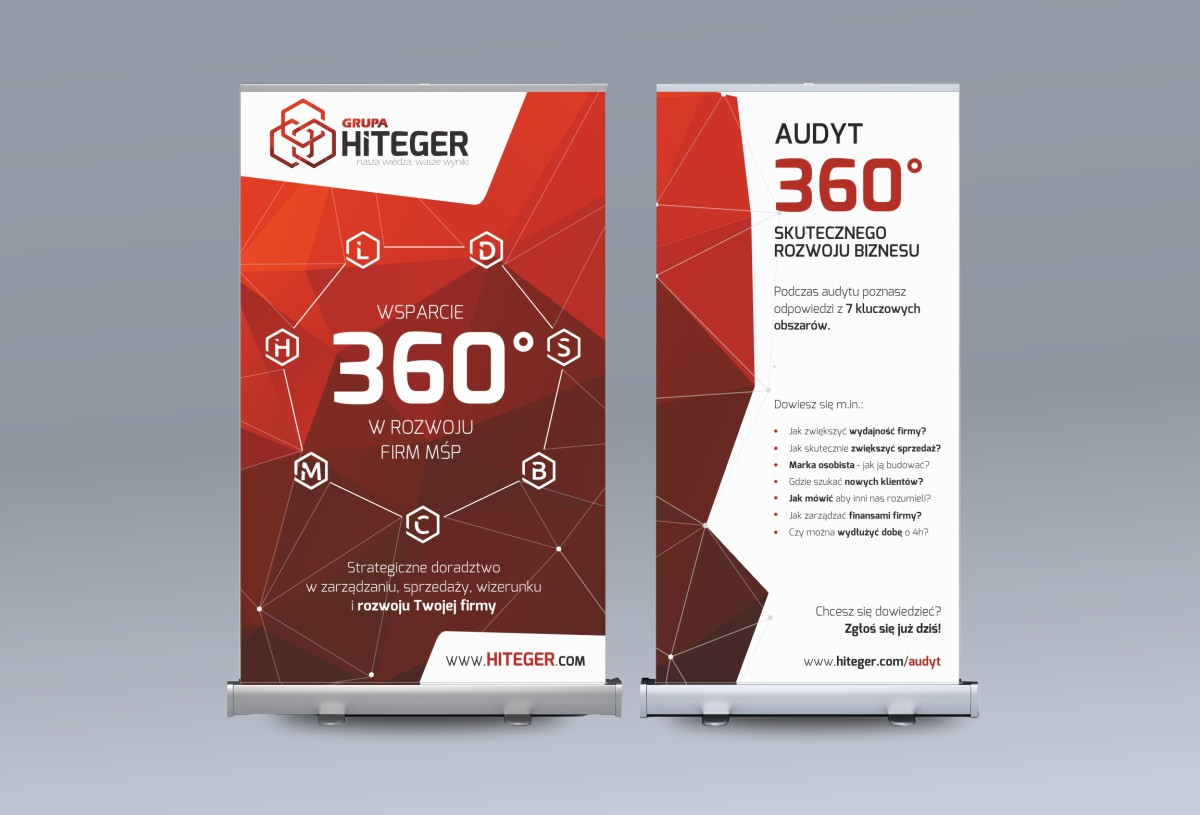 GRUPA
HiTEGER
nasza wiedza, wasze wyniki
L
D
H
S
WSPARCIE
360°
W ROZWOJU
FIRM MŚP
M
B
C
Strategiczne doradztwo
w zarządzaniu, sprzedaży, wizerunku
i rozwoju Twojej firmy
WWW.HITEGER.COM
AUDYT
360°
SKUTECZNEGO
ROZWOJU BIZNESU
Podczas audytu poznasz
odpowiedzi z 7 kluczowych
obszarów.
Dowiesz się m.in.:
• Jak zwiększyć wydajność firmy?
• Jak skutecznie zwiększyć sprzedaż?
• Marka osobista - jak ją budować?
• Gdzie szukać nowych klientów?
• Jak mówić aby inni nas rozumieli?
• Jak zarządzać finansami firmy?
• Czy można wydłużyć dobę o 4h?
Chcesz się dowiedzieć?
Zgłoś się już dziś!
www.hiteger.com/audyt